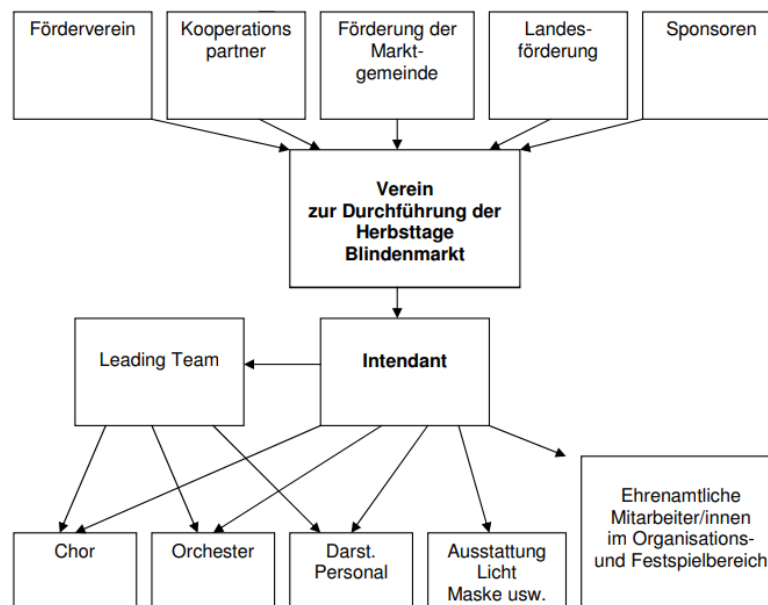 Förderverein
Kooperations
partner
Förderung der
Markt-
gemeinde
Landes-
förderung
Sponsoren
Verein
zur Durchführung der
Herbsttage
Blindenmarkt
Leading Team
Intendant
Chor
Orchester
Darst.
Personal
Ausstattung
Licht
Maske usw.
Ehrenamtliche
Mitarbeiter/innen
im Organisations-
und Festspielbereich